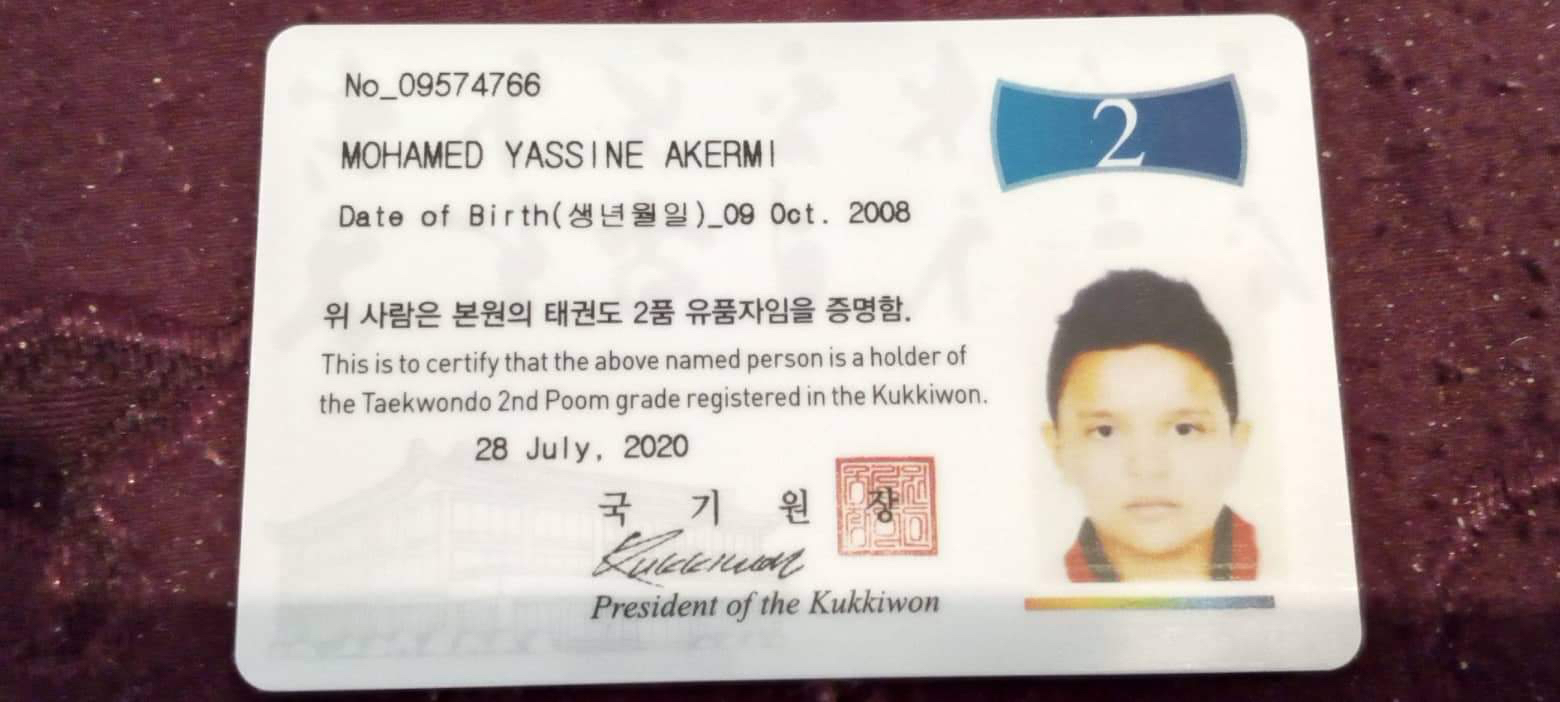 No_09574766
2
MOHAMED YASSINE AKERMI
Date of Birth(생년월일)_09 Oct. 2008
위 사람은 본원의 태권도 2품 유품자임을 증명함.
This is to certify that the above named person is a holder of
the Taekwondo 2nd Poom grade registered in the Kukkiwon.
28 July, 2020
국 기 원 장
Kukkiwon
President of the Kukkiwon